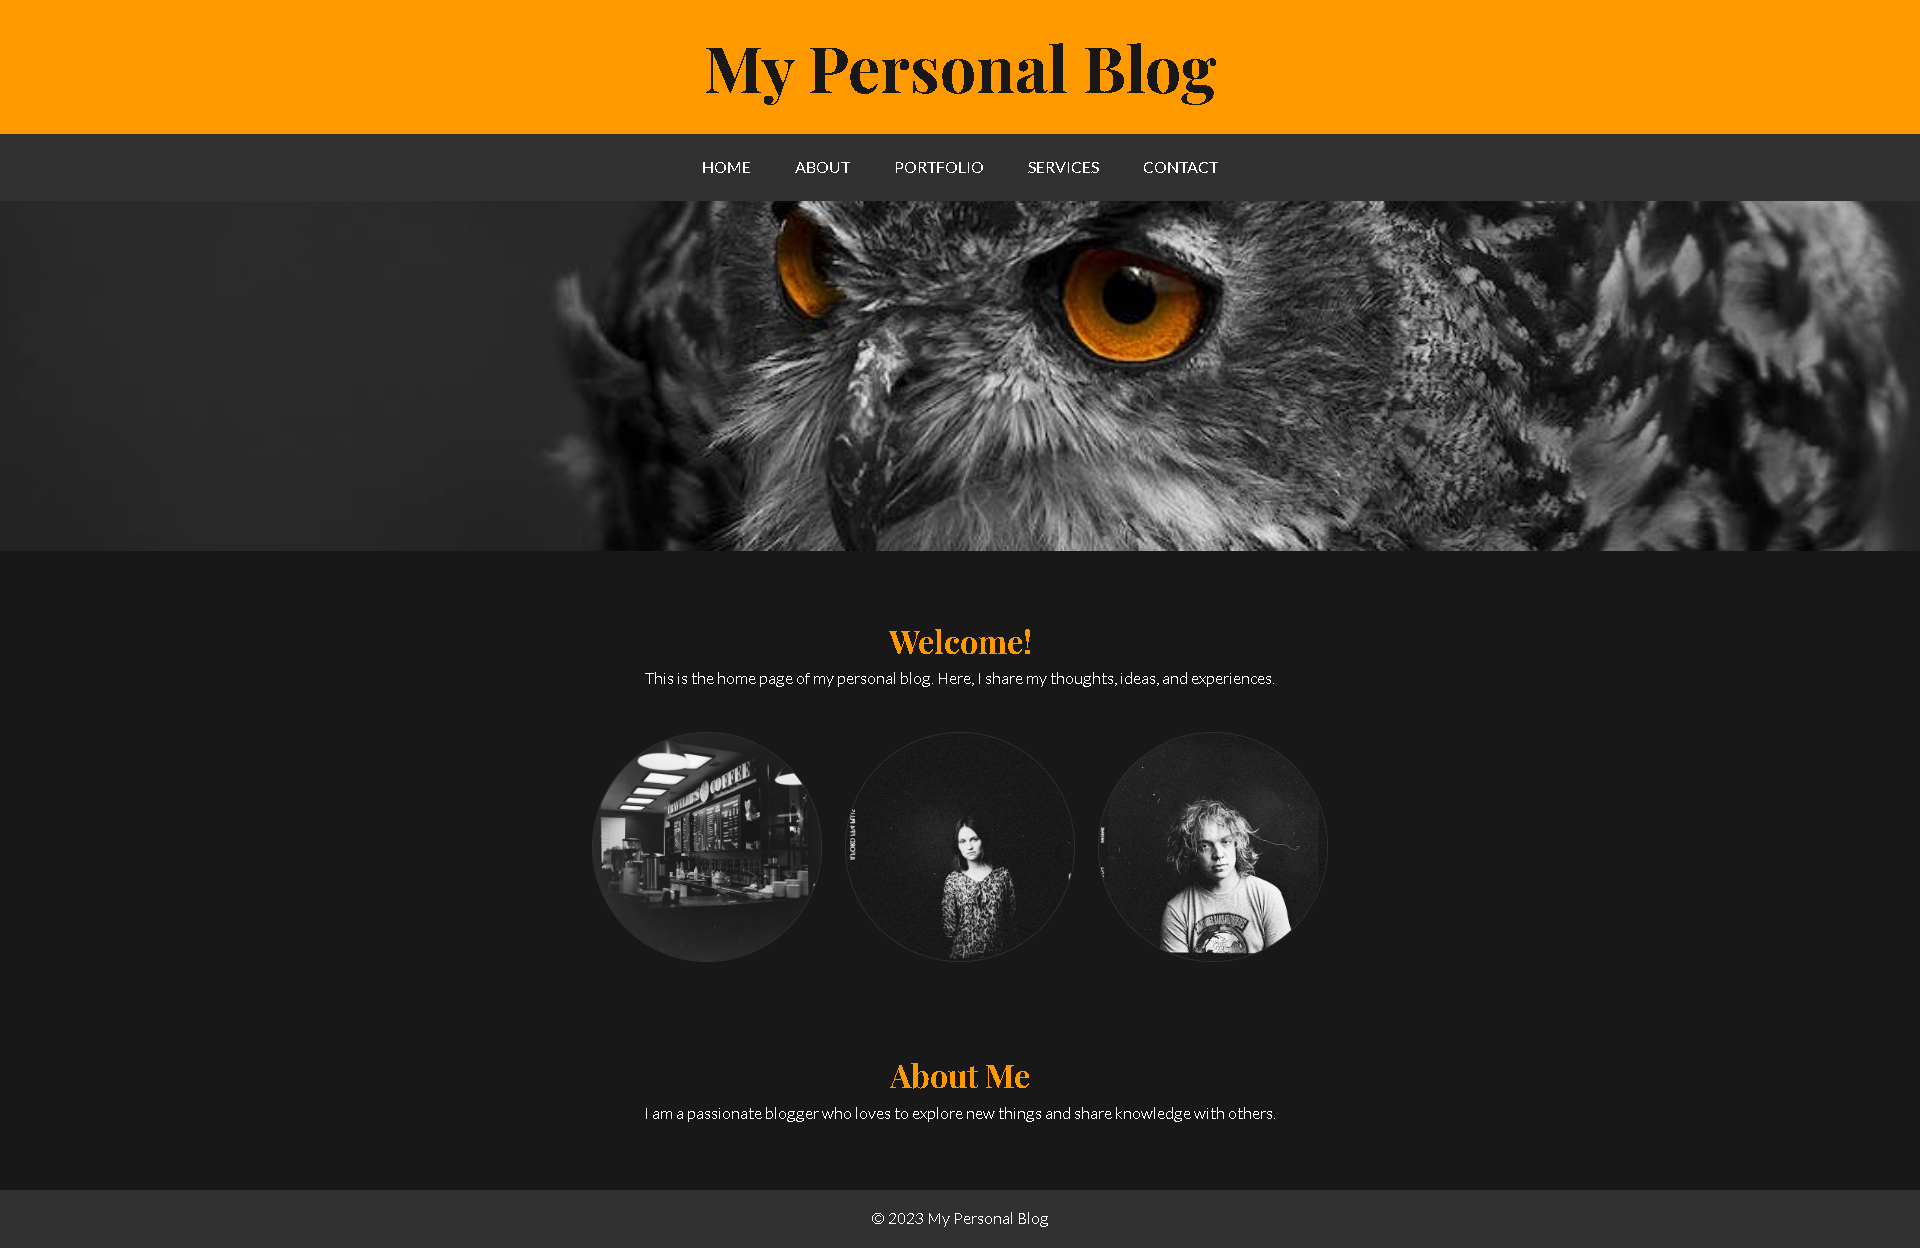 My Personal Blog
HOME ABOUT PORTFOLIO SERVICES CONTACT
Welcome!
This is the home page of my personal blog. Here, I share my thoughts, ideas, and experiences.
TRAVELER'S COFFEE
About Me
I am a passionate blogger who loves to explore new things and share knowledge with others.
© 2023 My Personal Blog